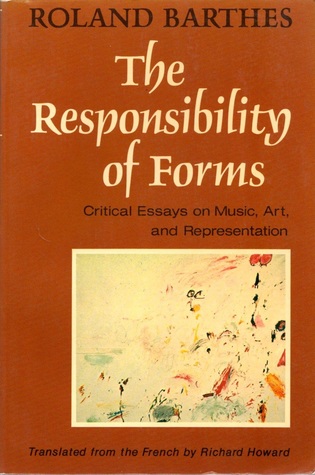 ROLAND BARTHES
The
Responsibility
of Forms
Critical Essays on Music, Art,
and Representation
Translated from the French by Richard Howard